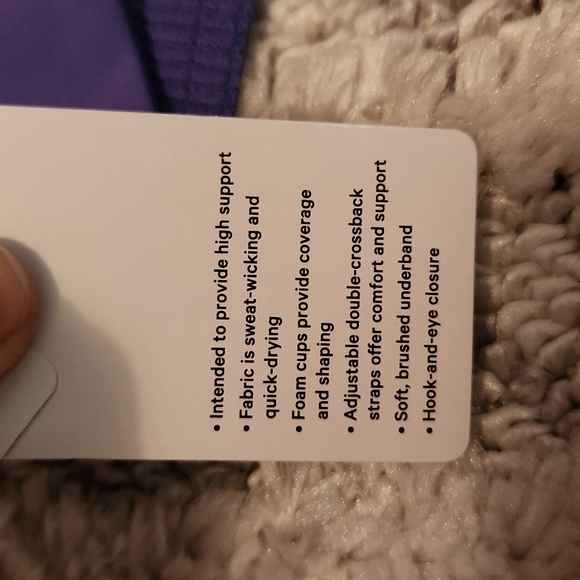 • Intended to provide high support
• Fabric is sweat-wicking and
quick-drying
• Foam cups provide coverage
and shaping
• Adjustable double-crossback
straps offer comfort and support
• Soft, brushed underband
• Hook-and-eye closure